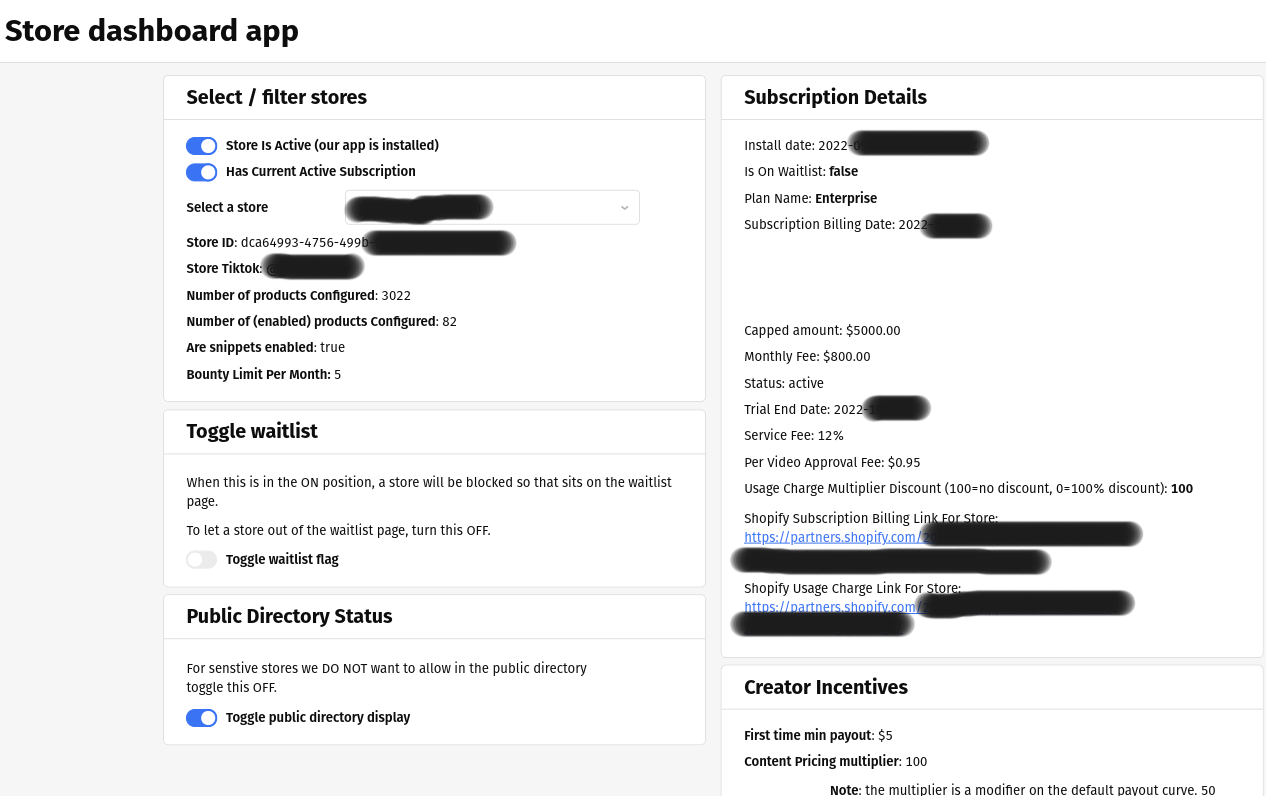 Store dashboard app
Select / filter stores
Store Is Active (our app is installed)
Has Current Active Subscription
Select a store
Store ID: dca64993-4756-499b-
Store Tiktok: @
Number of products Configured: 3022
Number of (enabled) products Configured: 82
Are snippets enabled: true
Bounty Limit Per Month: 5
Toggle waitlist
When this is in the ON position, a store will be blocked so that sits on the waitlist
page.
To let a store out of the waitlist page, turn this OFF.
Toggle waitlist flag
Public Directory Status
For senstive stores we DO NOT want to allow in the public directory
toggle this OFF.
Toggle public directory display
Subscription Details
Install date: 2022-0
Is On Waitlist: false
Plan Name: Enterprise
Subscription Billing Date: 2022-
Capped amount: $5000.00
Monthly Fee: $800.00
Status: active
Trial End Date: 2022-1
Service Fee: 12%
Per Video Approval Fee: $0.95
Usage Charge Multiplier Discount (100=no discount, 0=100% discount): 100
Shopify Subscription Billing Link For Store:
https://partners.shopify.com/2
Shopify Usage Charge Link For Store:
https://partners.shopify.com/2
Creator Incentives
First time min payout: $5
Content Pricing multiplier: 100
Note: the multiplier is a modifier on the default payout curve. 50